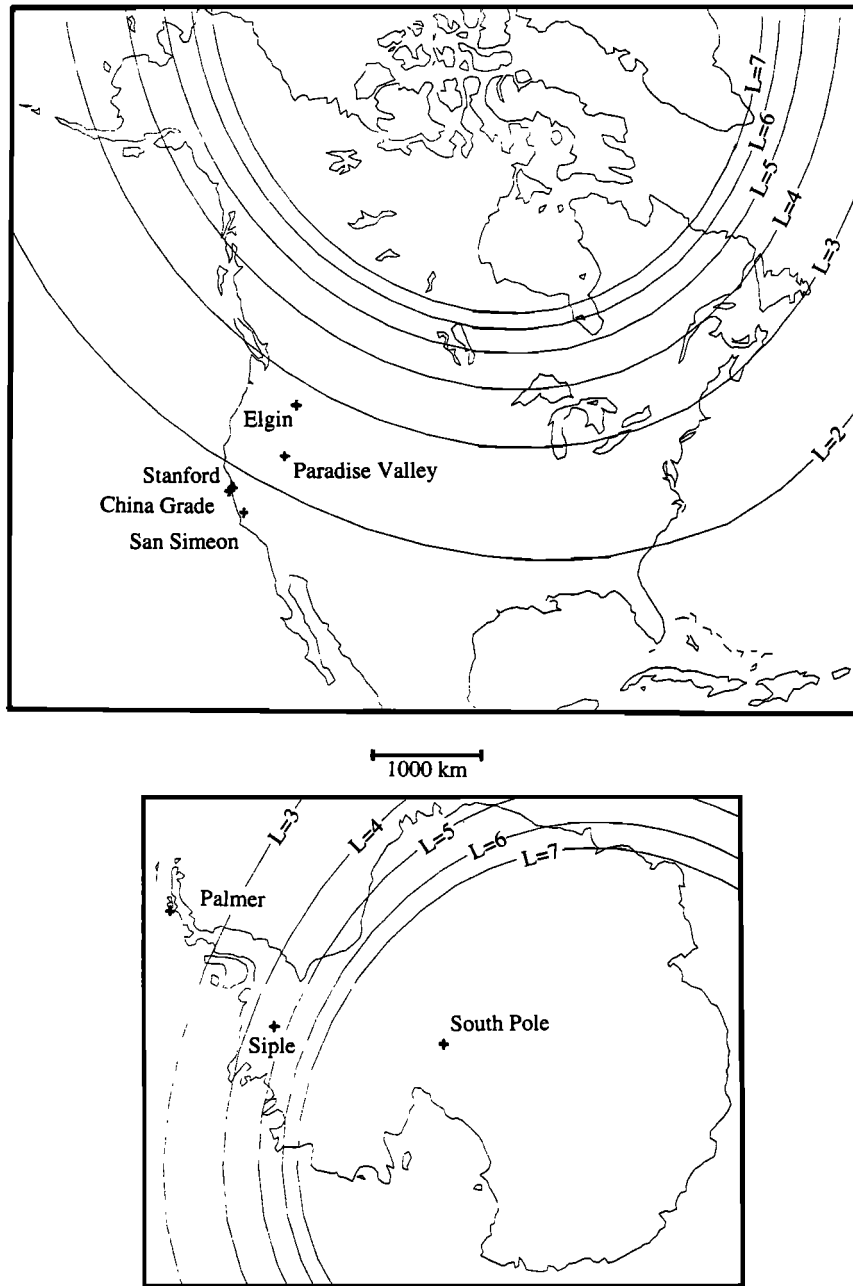 L=7
L=6
L=5
L=4
L=3
L=2
Elgin
Paradise Valley
Stanford
China Grade
San Simeon
1000 km
L=3
L=4
L=5
L=6
L=7
Palmer
South Pole
Siple